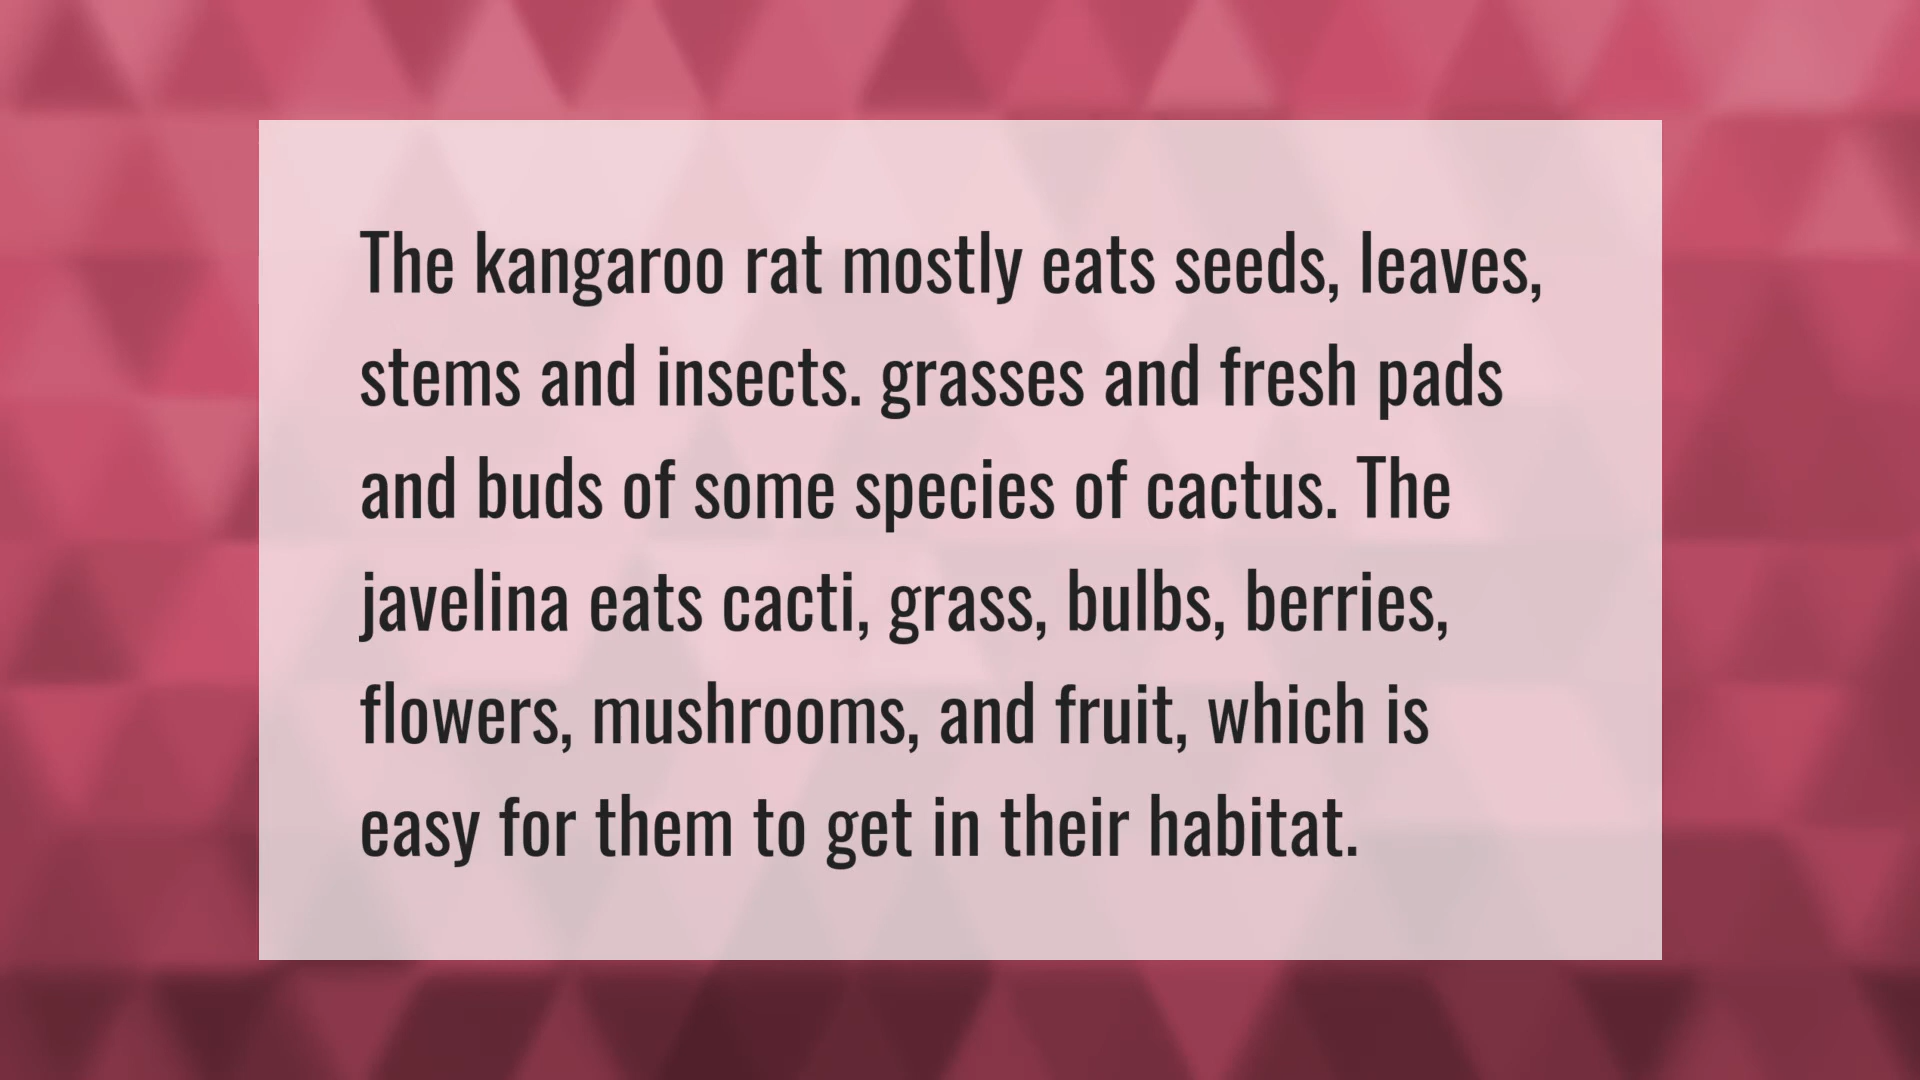 The kangaroo rat mostly eats seeds, leaves,
stems and insects. grasses and fresh pads
and buds of some species of cactus. The
javelina eats cacti, grass, bulbs, berries,
flowers, mushrooms, and fruit, which is
easy for them to get in their habitat.